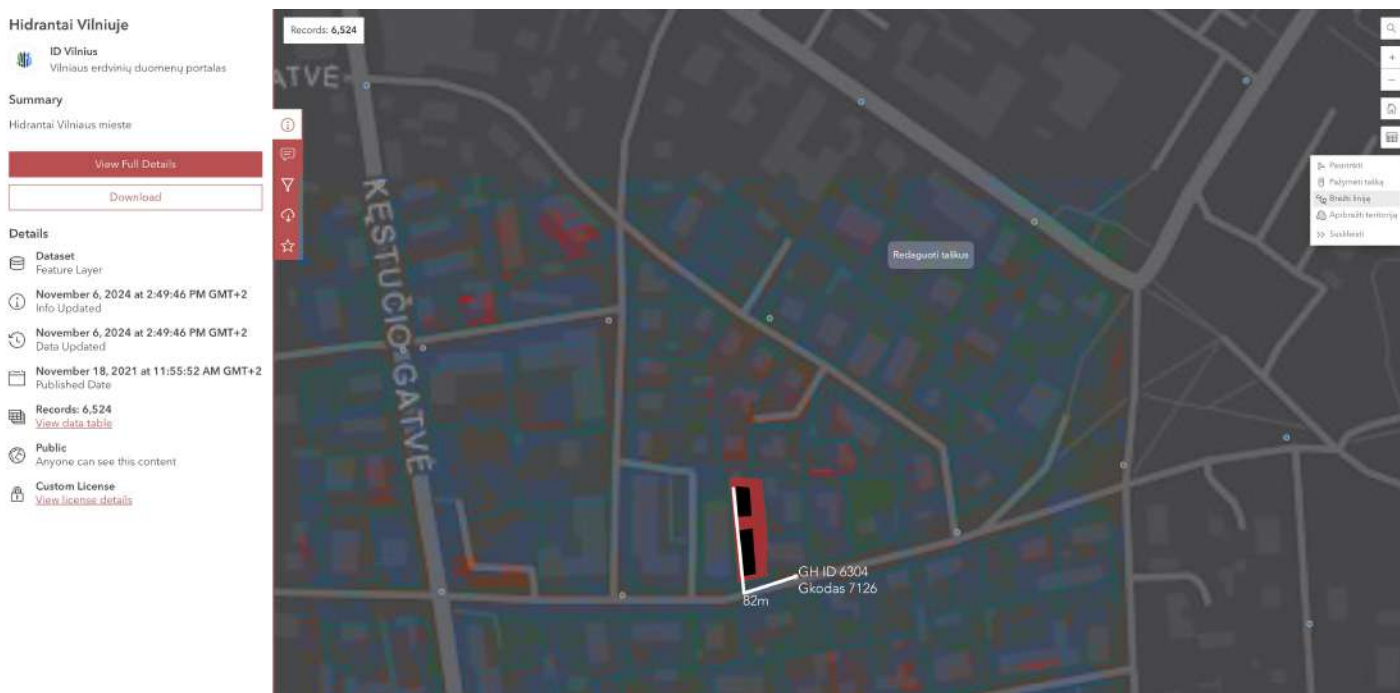 Hidrantai Vilniuje
ID Vilnius
Vilniaus erdvinių duomenų portalas
Summary
Hidrantai Vilniaus mieste
View Full Details
Download
Details
Dataset
Feature Layer
November 6, 2024 at 2:49:46 PM GMT+2
Info Updated
November 6, 2024 at 2:49:46 PM GMT+2
Data Updated
November 18, 2021 at 11:55:52 AM GMT+2
Published Date
Records: 6,524
View data table
Public
Anyone can see this content
Custom License
View license details
Records: 6,524
ATVĖ
KĘSTUČIO GATVĖ
Redaguoti taškus
Pasirinkti
Pažymėti tašką
Brėžti liniją
Apibrėžti teritoriją
Suskleisti
GH ID 6304
Gkodas 7126
82m